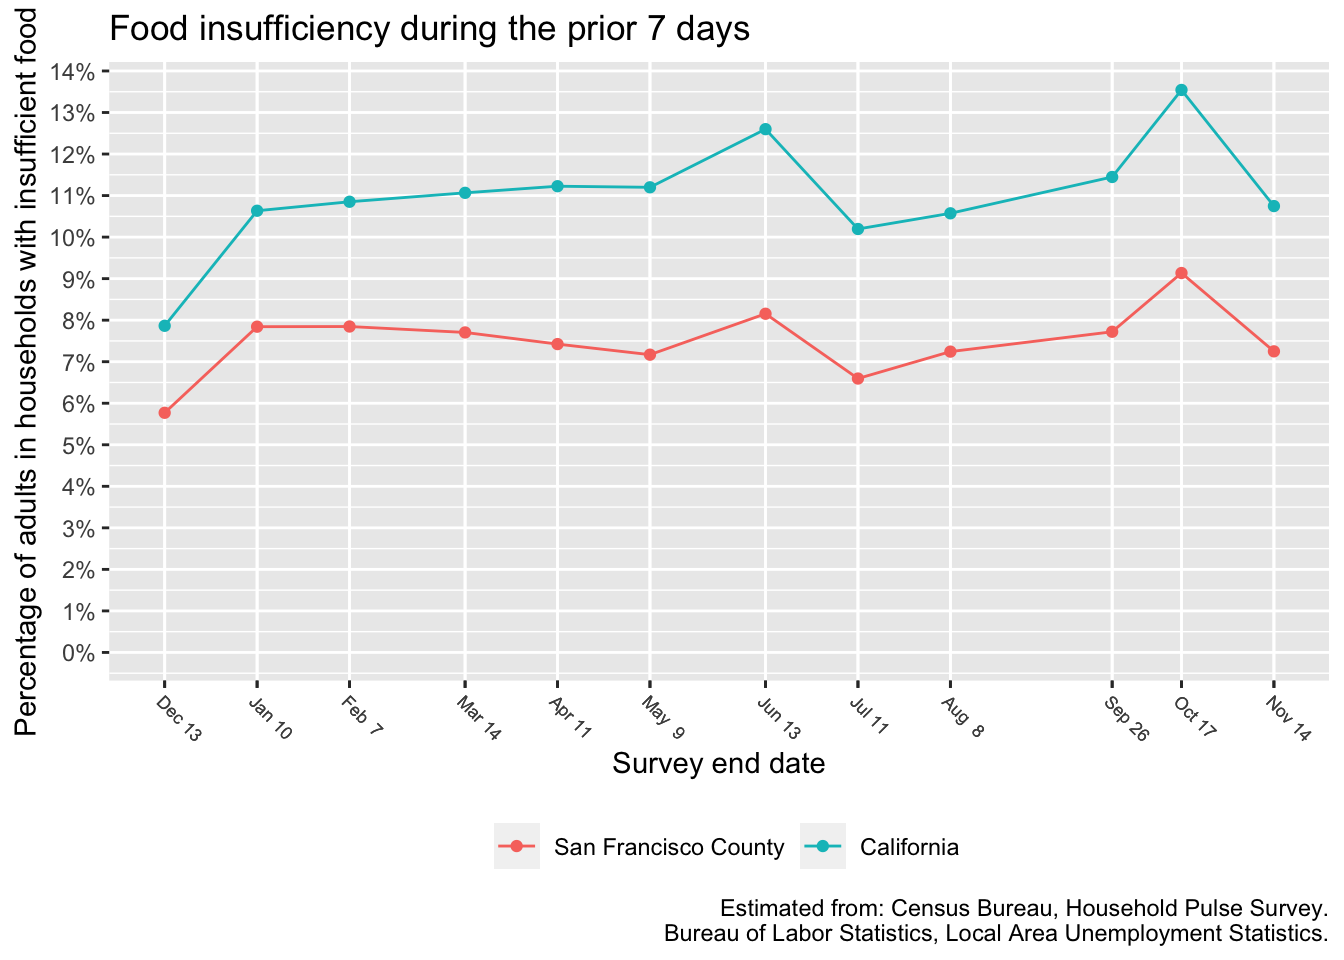 Food insufficiency during the prior 7 days
Percentage of adults in households with insufficient food
14%
13%
12%
11%
10%
9%
8%
7%
6%
5%
4%
3%
2%
1%
0%
Dec 13
Jan 10
Feb 7
Mar 14
Apr 11
May 9
Jun 13
Jul 11
Aug 8
Sep 26
Oct 17
Nov 14
Survey end date
San Francisco County
California
Estimated from: Census Bureau, Household Pulse Survey.
Bureau of Labor Statistics, Local Area Unemployment Statistics.